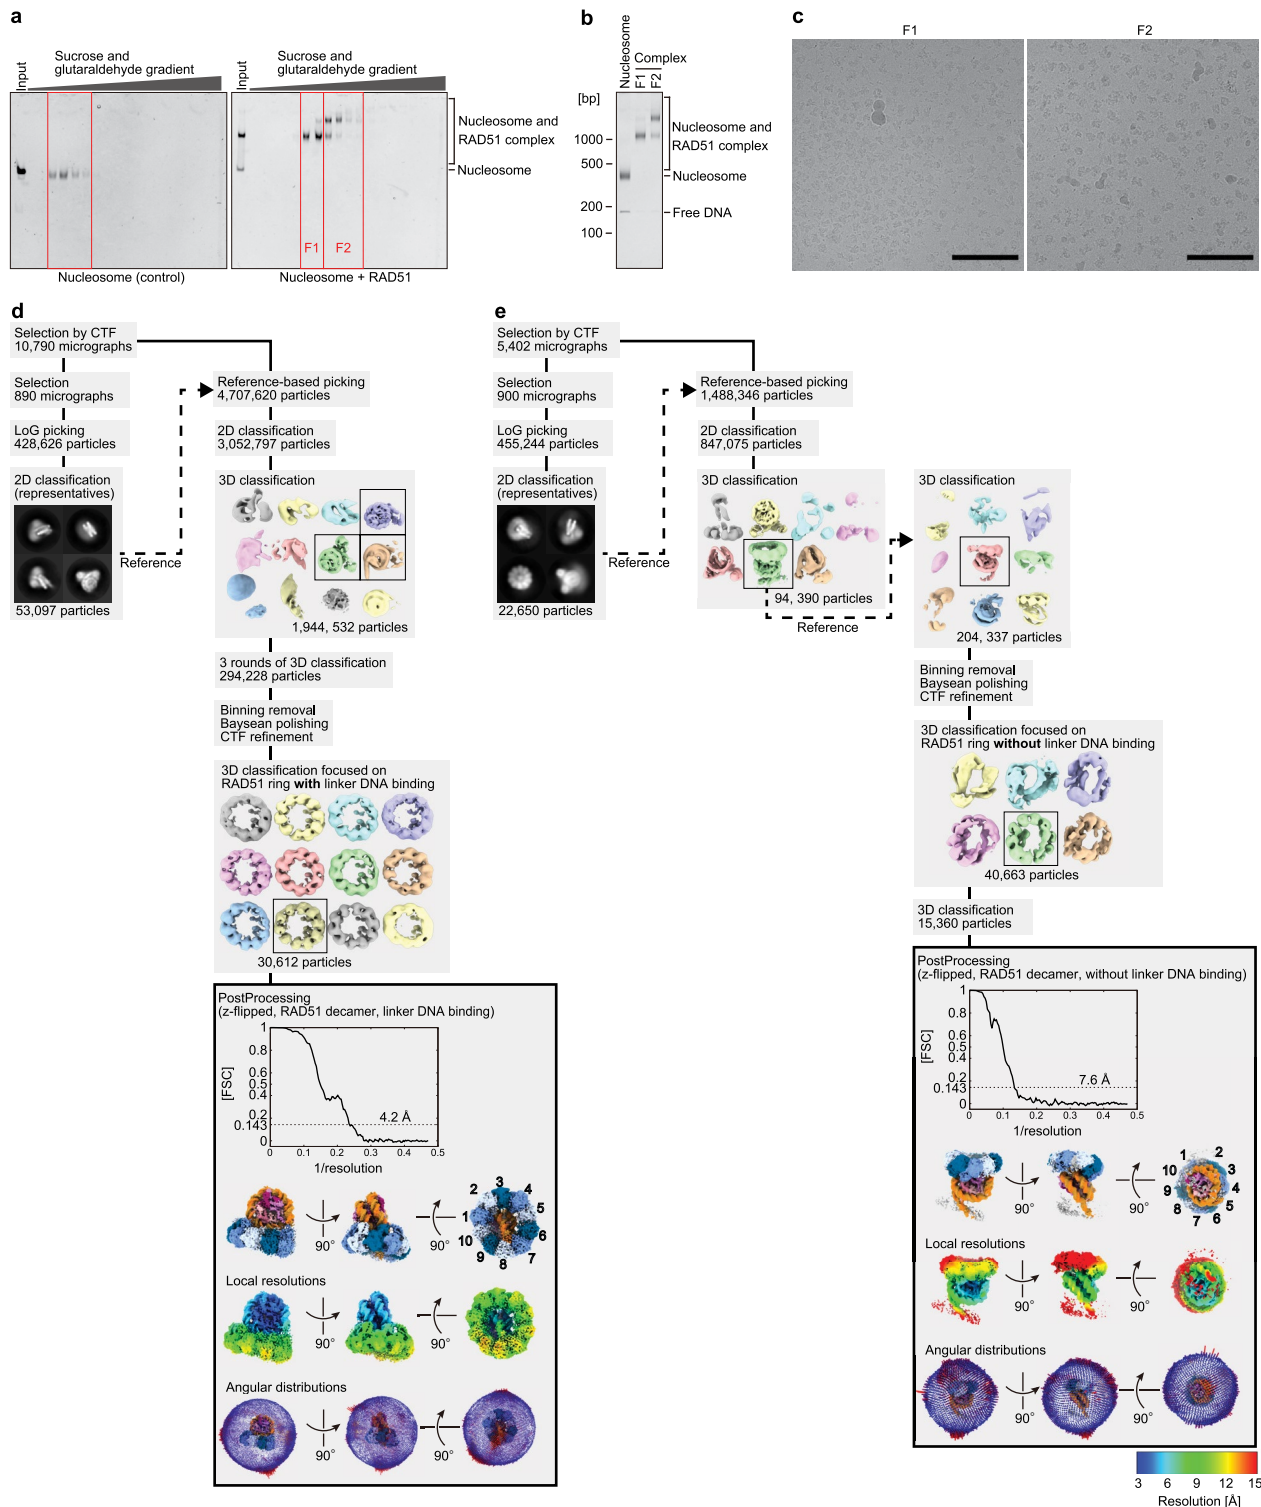 a
Sucrose and
glutaraldehyde gradient
Input
Sucrose and
glutaraldehyde gradient
Input
Nucleosome and
RAD51 complex
Nucleosome
F1
F2
Nucleosome (control)
Nucleosome + RAD51
b
Nucleosome
Complex
F1
F2
[bp]
1000
500
200
100
Nucleosome and
RAD51 complex
Nucleosome
Free DNA
c
F1
F2
d
Selection by CTF
10,790 micrographs
Selection
890 micrographs
LoG picking
428,626 particles
2D classification
(representatives)
53,097 particles
Reference
Reference-based picking
4,707,620 particles
2D classification
3,052,797 particles
3D classification
1,944, 532 particles
3 rounds of 3D classification
294,228 particles
Binning removal
Baysean polishing
CTF refinement
3D classification focused on
RAD51 ring with linker DNA binding
30,612 particles
PostProcessing
(z-flipped, RAD51 decamer, linker DNA binding)
[FSC]
1
0.8
0.6
0.5
0.4
0.2
0.143
0
4.2 Å
0
0.1
0.2
0.3
0.4
0.5
1/resolution
90°
90°
1
2
3
4
5
6
7
8
9
10
Local resolutions
90°
90°
Angular distributions
90°
90°
e
Selection by CTF
5,402 micrographs
Selection
900 micrographs
LoG picking
455,244 particles
2D classification
(representatives)
22,650 particles
Reference
Reference-based picking
1,488,346 particles
2D classification
847,075 particles
3D classification
94, 390 particles
Reference
3D classification
204, 337 particles
Binning removal
Baysean polishing
CTF refinement
3D classification focused on
RAD51 ring without linker DNA binding
40,663 particles
3D classification
15,360 particles
PostProcessing
(z-flipped, RAD51 decamer, without linker DNA binding)
[FSC]
1
0.8
0.6
0.5
0.4
0.2
0.143
0
7.6 Å
0
0.1
0.2
0.3
0.4
0.5
1/resolution
90°
90°
1
2
3
4
5
6
7
8
9
10
Local resolutions
90°
90°
Angular distributions
90°
90°
3 6 9 12 15
Resolution [Å]